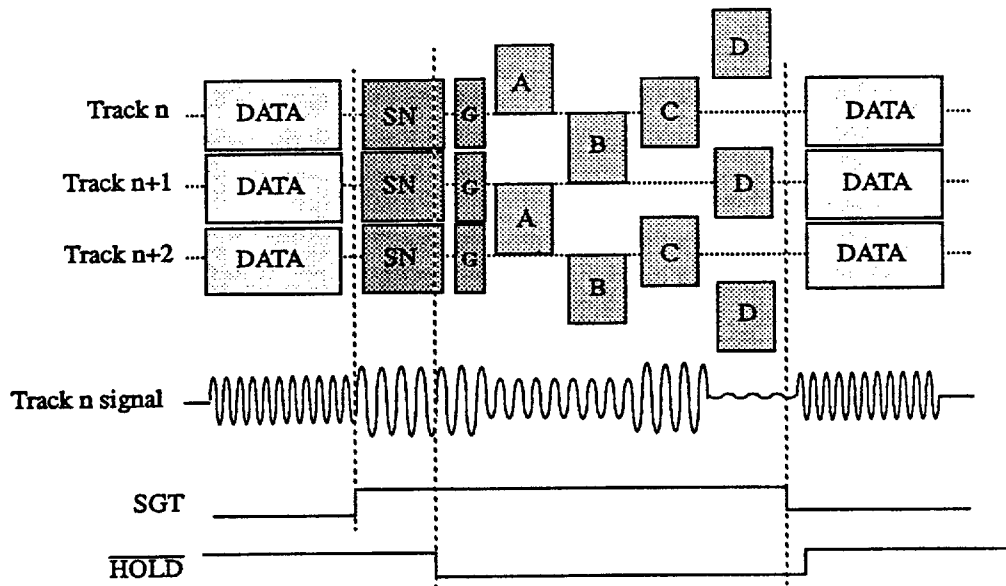 D
A
Track n DATA SN G C DATA
B
Track n+1 DATA SN G D DATA
A
Track n+2 DATA SN G C DATA
B
D
Track n signal
SGT
HOLD